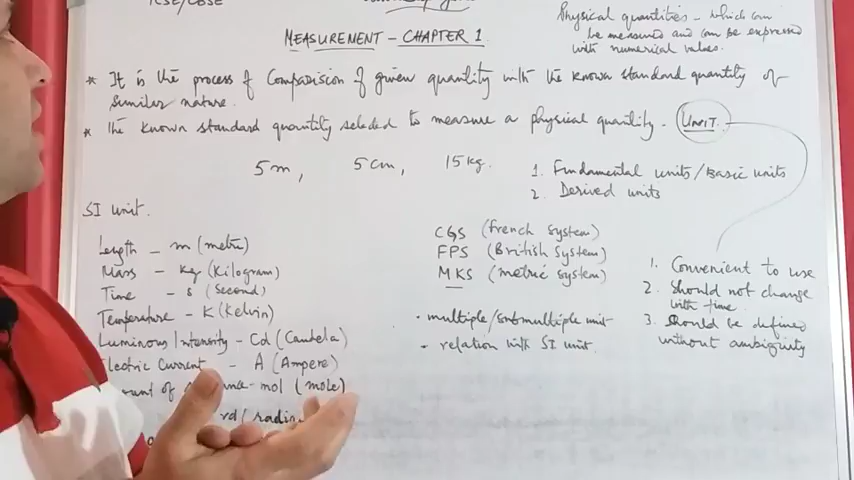 ICSE/CBSE
Physical quantities - which can
be measured and can be expressed
with numerical values.
MEASUREMENT - CHAPTER 1
* It is the process of Comparision of given quantity with the known standard quantity of
similar nature.
* The known standard quantity selected to measure a physical quantity. UNIT.
5m, 5cm, 15kg.
1. Fundamental units/Basic units
2. Derived units
SI unit.
Length - m (metre)
Mass - kg (Kilogram)
Time - s (Second)
Temperature - K (Kelvin)
Luminous Intensity - Cd (Candela)
Electric Current - A (Ampere)
mol (mole)
rd/
CGS (French System)
FPS (British System)
MKS (metric system)
• multiple/submultiple unit
• relation with SI unit.
1. Convenient to use
2. Should not change
with time.
3. Should be defined
without ambiguity